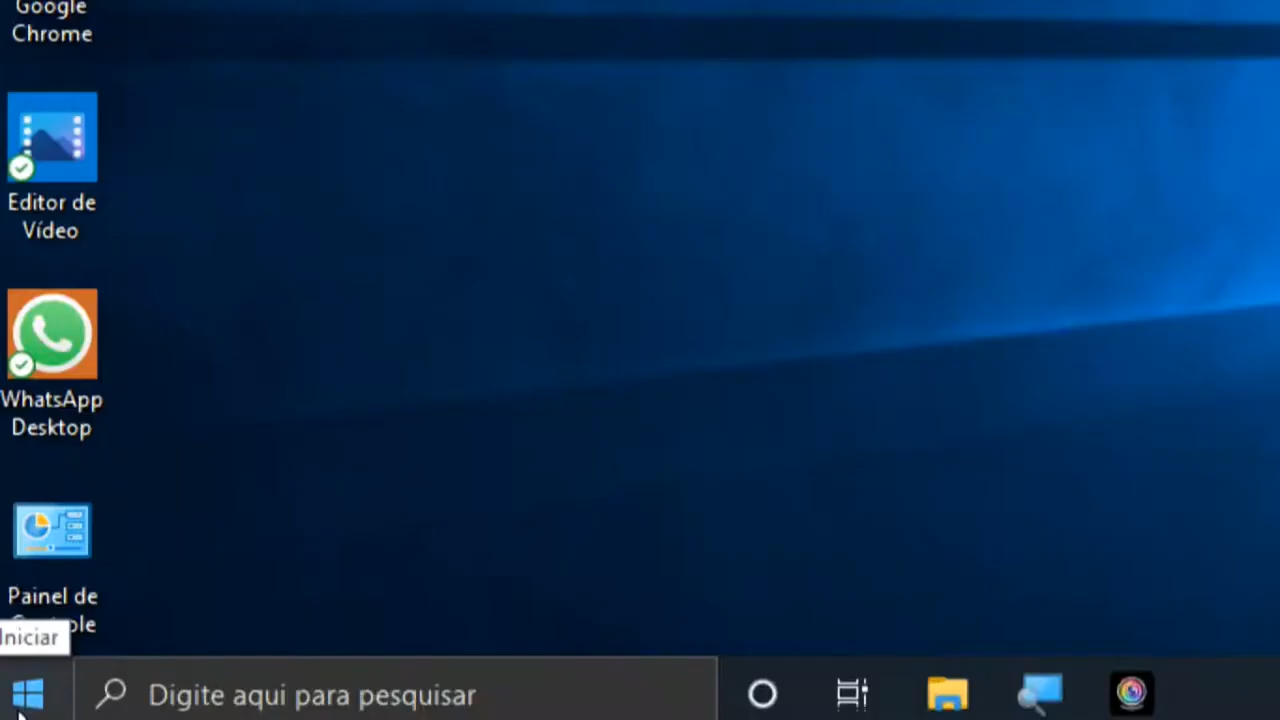 Google
Chrome
Editor de
Vídeo
WhatsApp
Desktop
Painel de
Iniciar
Digite aqui para pesquisar